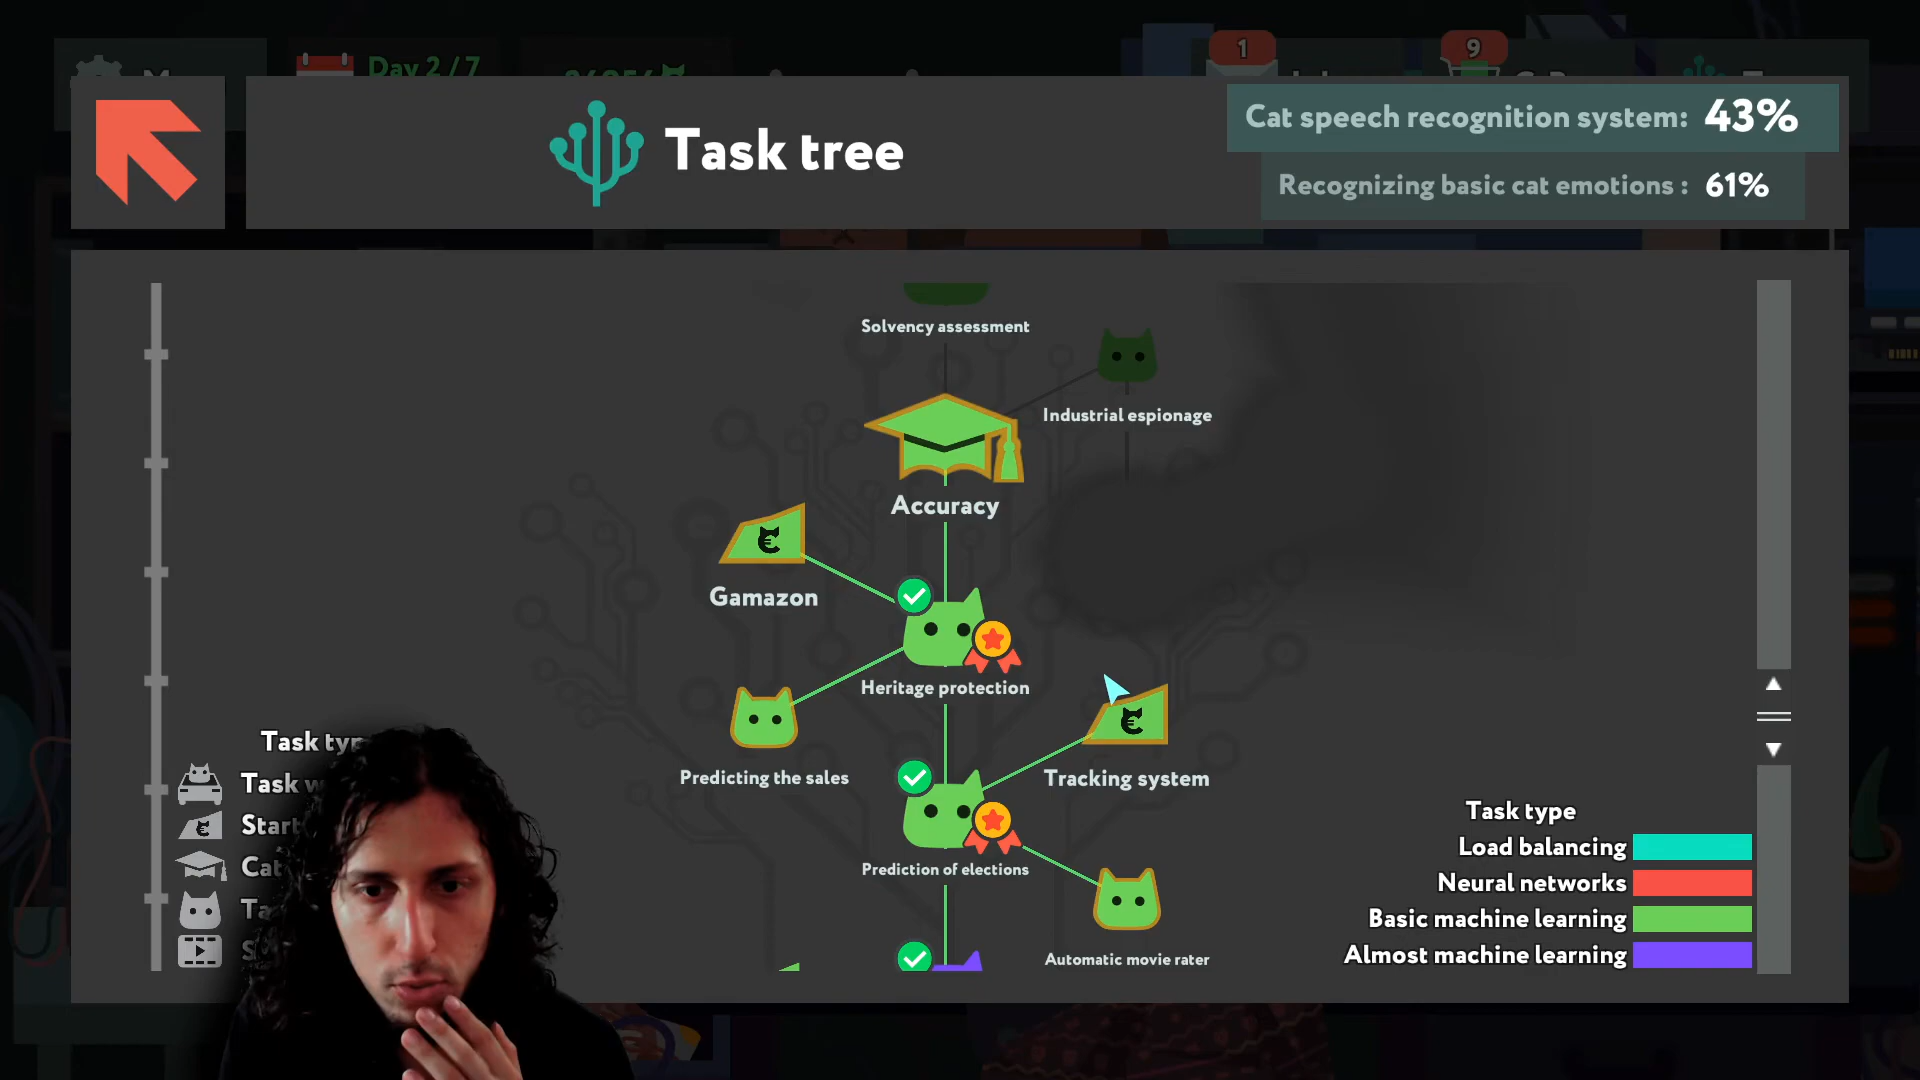 Day 2/7
1
9
Task tree
Cat speech recognition system: 43%
Recognizing basic cat emotions : 61%
Solvency assessment
Industrial espionage
Accuracy
Gamazon
Heritage protection
Predicting the sales
Tracking system
Prediction of elections
Automatic movie rater
Task
Task
Task type
Load balancing
Neural networks
Basic machine learning
Almost machine learning